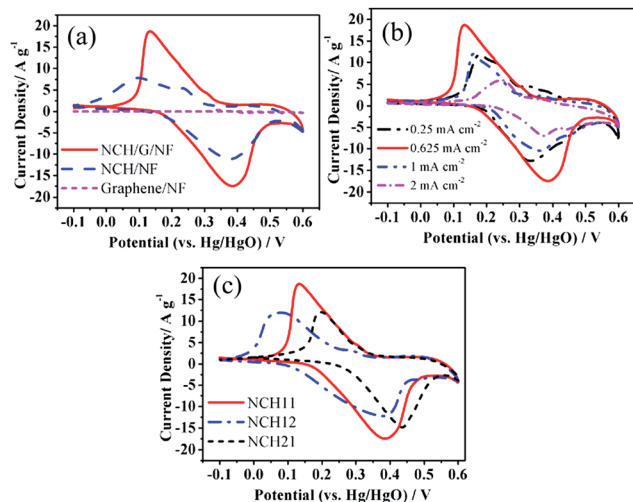 (a)
Current Density/ A g-1
20
15
10
5
0
-5
-10
-15
-20
NCH/G/NF
NCH/NF
Graphene/NF
-0.1 0.0 0.1 0.2 0.3 0.4 0.5 0.6
Potential (vs. Hg/HgO) / V
(b)
Current Density/ A g-1
20
15
10
5
0
-5
-10
-15
-20
0.25 mA cm-2
0.625 mA cm-2
1 mA cm-2
2 mA cm-2
-0.1 0.0 0.1 0.2 0.3 0.4 0.5 0.6
Potential (vs. Hg/HgO) / V
(c)
Current Density/ A g-1
20
15
10
5
0
-5
-10
-15
-20
NCH11
NCH12
NCH21
-0.1 0.0 0.1 0.2 0.3 0.4 0.5 0.6
Potential (vs. Hg/HgO) / V